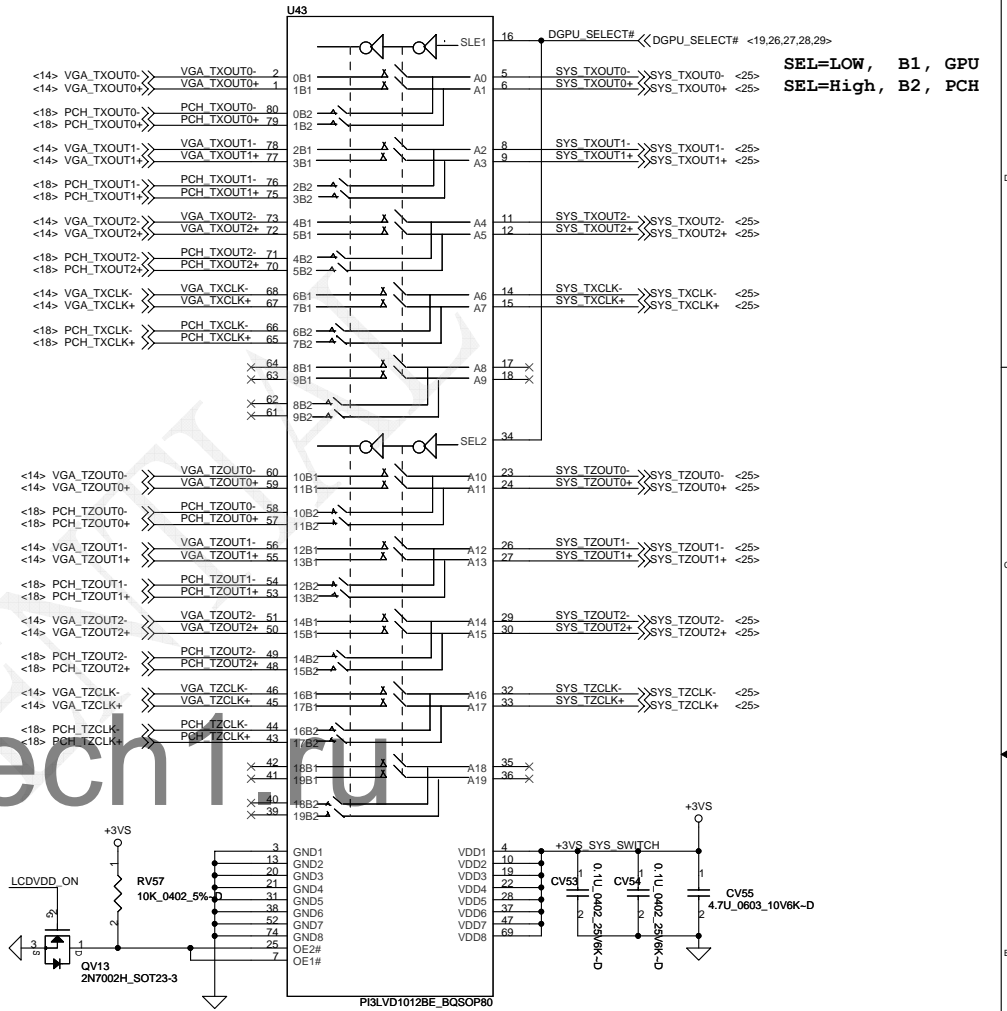 U43
16 DGPU_SELECT# DGPU_SELECT# <19,26,27,28,29>
SLE1
SEL=LOW, B1, GPU
SEL=High, B2, PCH
<14> VGA_TXOUT0- VGA_TXOUT0- 2 0B1 A0 5 SYS_TXOUT0- SYS_TXOUT0- <25>
<14> VGA_TXOUT0+ VGA_TXOUT0+ 1 1B1 A1 6 SYS_TXOUT0+ SYS_TXOUT0+ <25>
<18> PCH_TXOUT0- PCH_TXOUT0- 80 0B2
<18> PCH_TXOUT0+ PCH_TXOUT0+ 79 1B2
<14> VGA_TXOUT1- VGA_TXOUT1- 78 2B1 A2 8 SYS_TXOUT1- SYS_TXOUT1- <25>
<14> VGA_TXOUT1+ VGA_TXOUT1+ 77 3B1 A3 9 SYS_TXOUT1+ SYS_TXOUT1+ <25>
<18> PCH_TXOUT1- PCH_TXOUT1- 76 2B2
<18> PCH_TXOUT1+ PCH_TXOUT1+ 75 3B2
<14> VGA_TXOUT2- VGA_TXOUT2- 73 4B1 A4 11 SYS_TXOUT2- SYS_TXOUT2- <25>
<14> VGA_TXOUT2+ VGA_TXOUT2+ 72 5B1 A5 12 SYS_TXOUT2+ SYS_TXOUT2+ <25>
<18> PCH_TXOUT2- PCH_TXOUT2- 71 4B2
<18> PCH_TXOUT2+ PCH_TXOUT2+ 70 5B2
<14> VGA_TXCLK- VGA_TXCLK- 68 6B1 A6 14 SYS_TXCLK- SYS_TXCLK- <25>
<14> VGA_TXCLK+ VGA_TXCLK+ 67 7B1 A7 15 SYS_TXCLK+ SYS_TXCLK+ <25>
<18> PCH_TXCLK- PCH_TXCLK- 66 6B2
<18> PCH_TXCLK+ PCH_TXCLK+ 65 7B2
64 8B1 A8 17
63 9B1 A9 18
62 8B2
61 9B2
SEL2 34
<14> VGA_TZOUT0- VGA_TZOUT0- 60 10B1 A10 23 SYS_TZOUT0- SYS_TZOUT0- <25>
<14> VGA_TZOUT0+ VGA_TZOUT0+ 59 11B1 A11 24 SYS_TZOUT0+ SYS_TZOUT0+ <25>
<18> PCH_TZOUT0- PCH_TZOUT0- 58 10B2
<18> PCH_TZOUT0+ PCH_TZOUT0+ 57 11B2
<14> VGA_TZOUT1- VGA_TZOUT1- 56 12B1 A12 26 SYS_TZOUT1- SYS_TZOUT1- <25>
<14> VGA_TZOUT1+ VGA_TZOUT1+ 55 13B1 A13 27 SYS_TZOUT1+ SYS_TZOUT1+ <25>
<18> PCH_TZOUT1- PCH_TZOUT1- 54 12B2
<18> PCH_TZOUT1+ PCH_TZOUT1+ 53 13B2
<14> VGA_TZOUT2- VGA_TZOUT2- 51 14B1 A14 29 SYS_TZOUT2- SYS_TZOUT2- <25>
<14> VGA_TZOUT2+ VGA_TZOUT2+ 50 15B1 A15 30 SYS_TZOUT2+ SYS_TZOUT2+ <25>
<18> PCH_TZOUT2- PCH_TZOUT2- 49 14B2
<18> PCH_TZOUT2+ PCH_TZOUT2+ 48 15B2
<14> VGA_TZCLK- VGA_TZCLK- 46 16B1 A16 32 SYS_TZCLK- SYS_TZCLK- <25>
<14> VGA_TZCLK+ VGA_TZCLK+ 45 17B1 A17 33 SYS_TZCLK+ SYS_TZCLK+ <25>
<18> PCH_TZCLK- PCH_TZCLK- 44 16B2
<18> PCH_TZCLK+ PCH_TZCLK+ 43 17B2
42 18B1 A18 35
41 19B1 A19 36
40 18B2
39 19B2
ech1.ru
ENTIAL
+3VS
+3VS
3 GND1 VDD1 4 +3VS_SYS_SWITCH
13 GND2 VDD2 10
20 GND3 VDD3 19
21 GND4 VDD4 22
31 GND5 VDD5 28
38 GND6 VDD6 37
52 GND7 VDD7 47
74 GND8 VDD8 69
25 OE2#
7 OE1#
LCDVDD_ON
1
RV57
10K_0402_5%~D
2
2 G
3 S
1 D
QV13
2N7002H_SOT23-3
1
CV53
2
0.1U_0402_25V6K~D
1
CV54
2
0.1U_0402_25V6K~D
1
CV55
4.7U_0603_10V6K~D
2
PI3LVD1012BE_BQSOP80
D
C
B